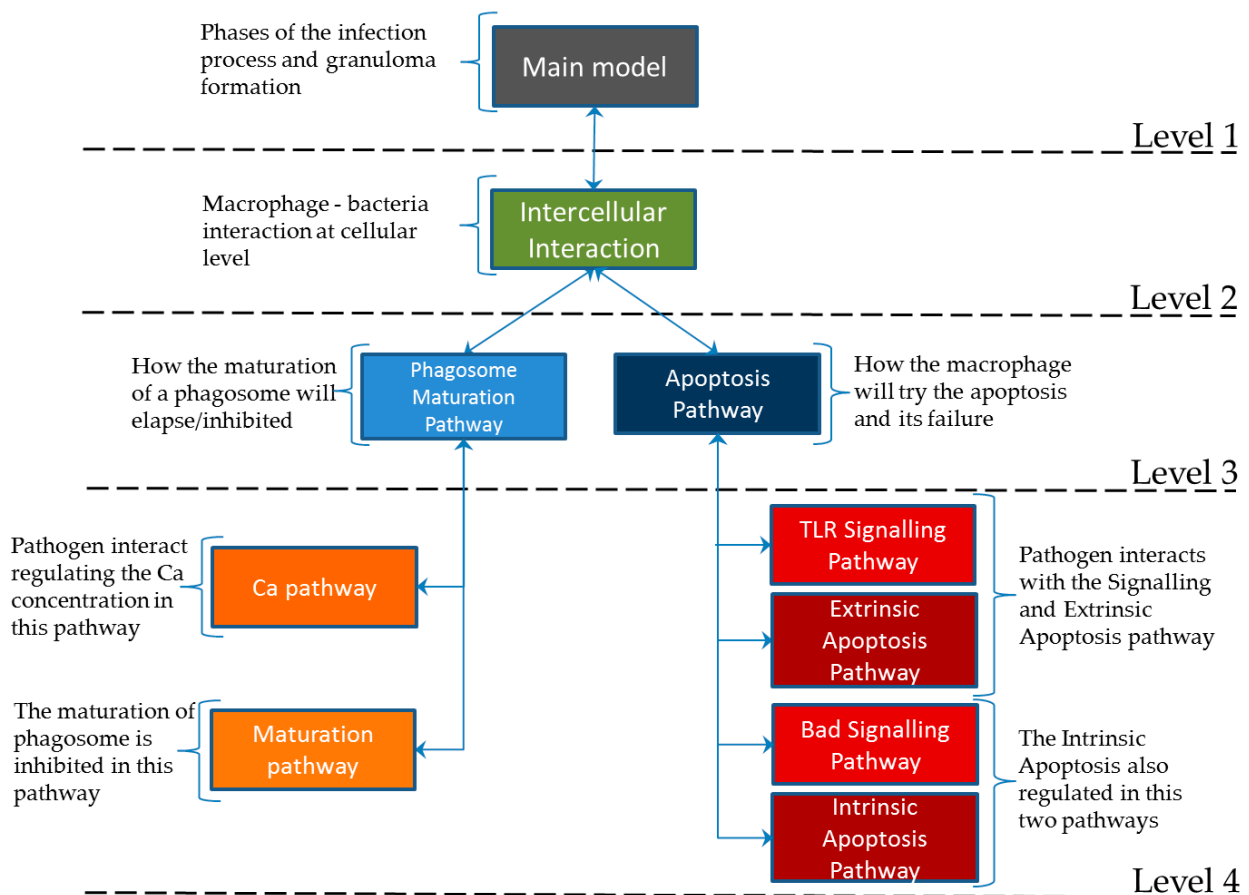 Phases of the infection
process and granuloma
formation
Main model
Level 1
Macrophage - bacteria
interaction at cellular
level
Intercellular
Interaction
Level 2
How the maturation
of a phagosome will
elapse/inhibited
Phagosome
Maturation
Pathway
Apoptosis
Pathway
How the macrophage
will try the apoptosis
and its failure
Level 3
Pathogen interact
regulating the Ca
concentration in
this pathway
Ca pathway
TLR Signalling
Pathway
Extrinsic
Apoptosis
Pathway
Pathogen interacts
with the Signalling
and Extrinsic
Apoptosis pathway
The maturation of
phagosome is
inhibited in this
pathway
Maturation
pathway
Bad Signalling
Pathway
Intrinsic
Apoptosis
Pathway
The Intrinsic
Apoptosis also
regulated in this
two pathways
Level 4